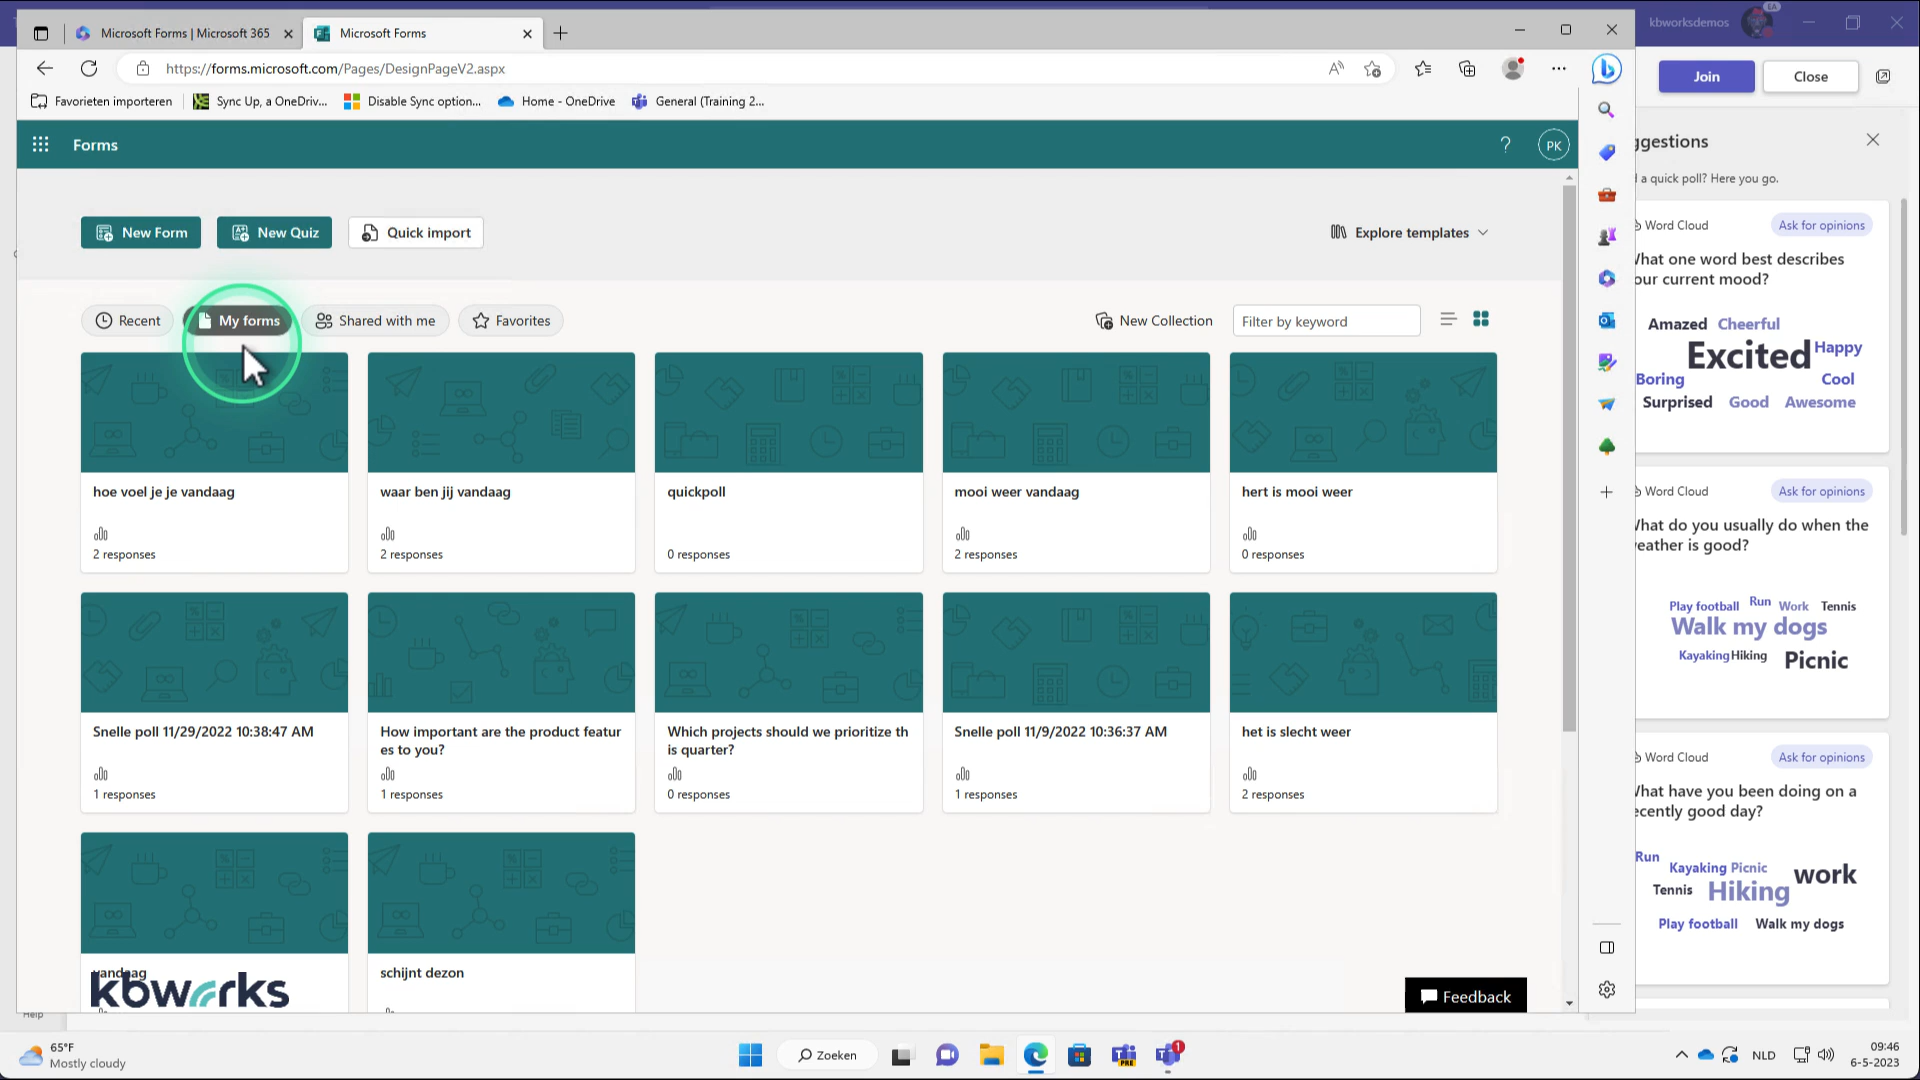 Microsoft Forms | Microsoft 365
Microsoft Forms
kbworksdemos
EA
https://forms.microsoft.com/Pages/DesignPageV2.aspx
Join
Close
Favorieten importeren
Sync Up, a OneDriv...
Disable Sync option...
Home - OneDrive
General (Training 2...
Forms
?
PK
ggestions
a quick poll? Here you go.
New Form
New Quiz
Quick import
Explore templates
Recent
My forms
Shared with me
Favorites
New Collection
Filter by keyword
hoe voel je je vandaag
2 responses
waar ben jij vandaag
2 responses
quickpoll
0 responses
mooi weer vandaag
2 responses
hert is mooi weer
0 responses
Snelle poll 11/29/2022 10:38:47 AM
1 responses
How important are the product featur
es to you?
1 responses
Which projects should we prioritize th
is quarter?
0 responses
Snelle poll 11/9/2022 10:36:37 AM
1 responses
het is slecht weer
2 responses
vandaag
schijnt dezon
kbworks
Feedback
Word Cloud
Ask for opinions
hat one word best describes
our current mood?
Amazed Cheerful
Excited Happy
Boring Cool
Surprised Good Awesome
Word Cloud
Ask for opinions
hat do you usually do when the
eather is good?
Play football Run Work Tennis
Walk my dogs
Kayaking Hiking Picnic
Word Cloud
Ask for opinions
hat have you been doing on a
ecently good day?
Run Kayaking Picnic work
Tennis Hiking
Play football Walk my dogs
Help
65°F
Mostly cloudy
Zoeken
PRE
1
NLD
09:46
6-5-2023